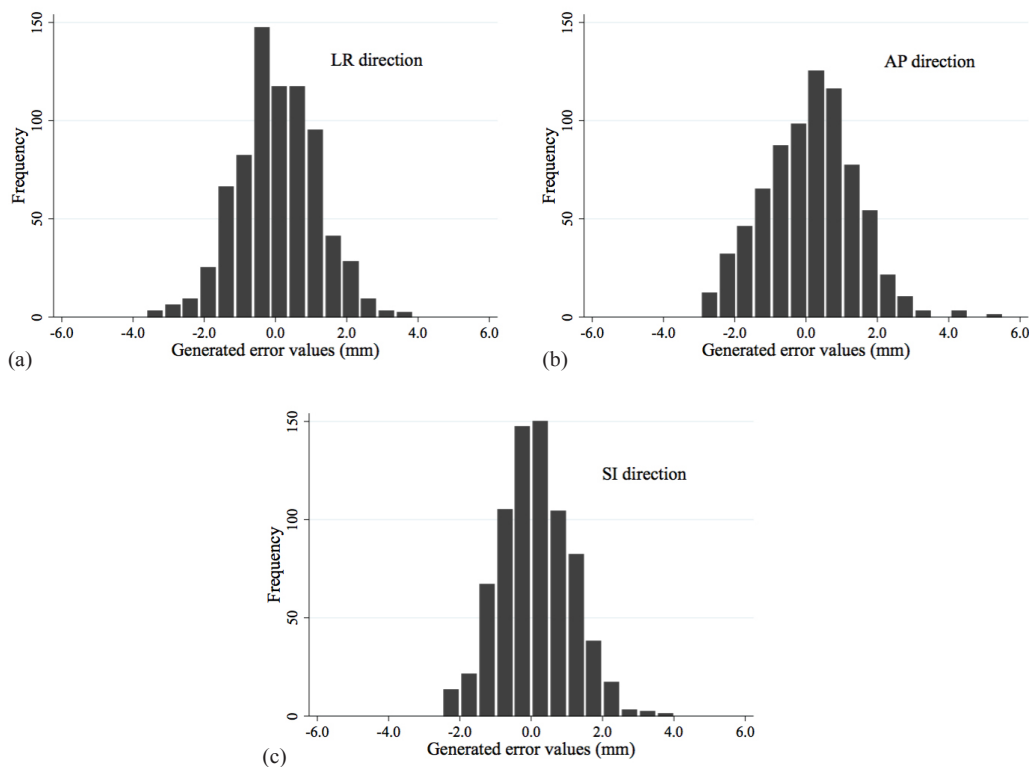 150
LR direction
100
Frequency
50
0
-6.0 -4.0 -2.0 0.0 2.0 4.0 6.0
Generated error values (mm)
(a)
150
AP direction
100
Frequency
50
0
-6.0 -4.0 -2.0 0.0 2.0 4.0 6.0
Generated error values (mm)
(b)
150
SI direction
100
Frequency
50
0
-6.0 -4.0 -2.0 0.0 2.0 4.0 6.0
Generated error values (mm)
(c)